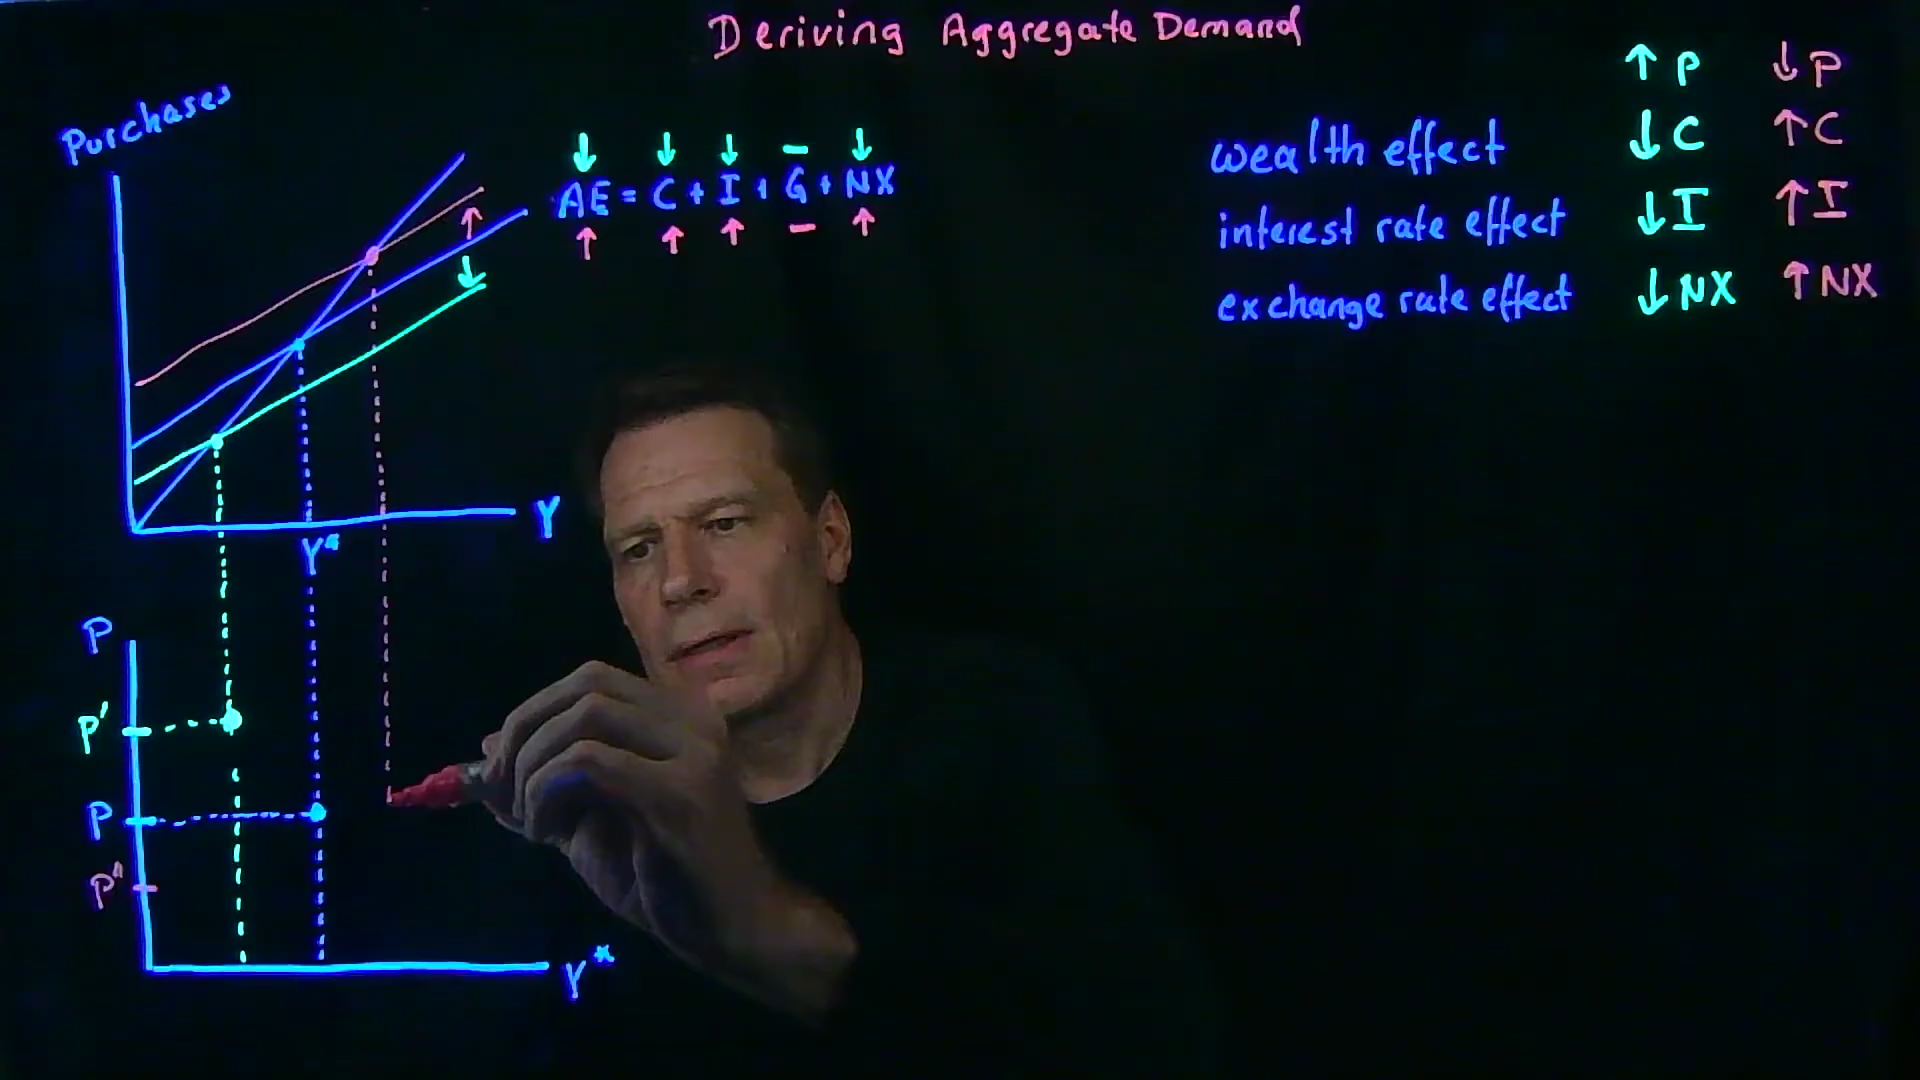 Deriving Aggregate Demand
↑ P ↓ P
Purchases
wealth effect ↓ C ↑ C
↓ ↓ ↓ – ↓
AE = C + I + G + NX
↑ ↑ ↑ – ↑
interest rate effect ↓ I ↑ I
exchange rate effect ↓ NX ↑ NX
↑
↓
Y
Y*
P
P'
P
P"
Y*